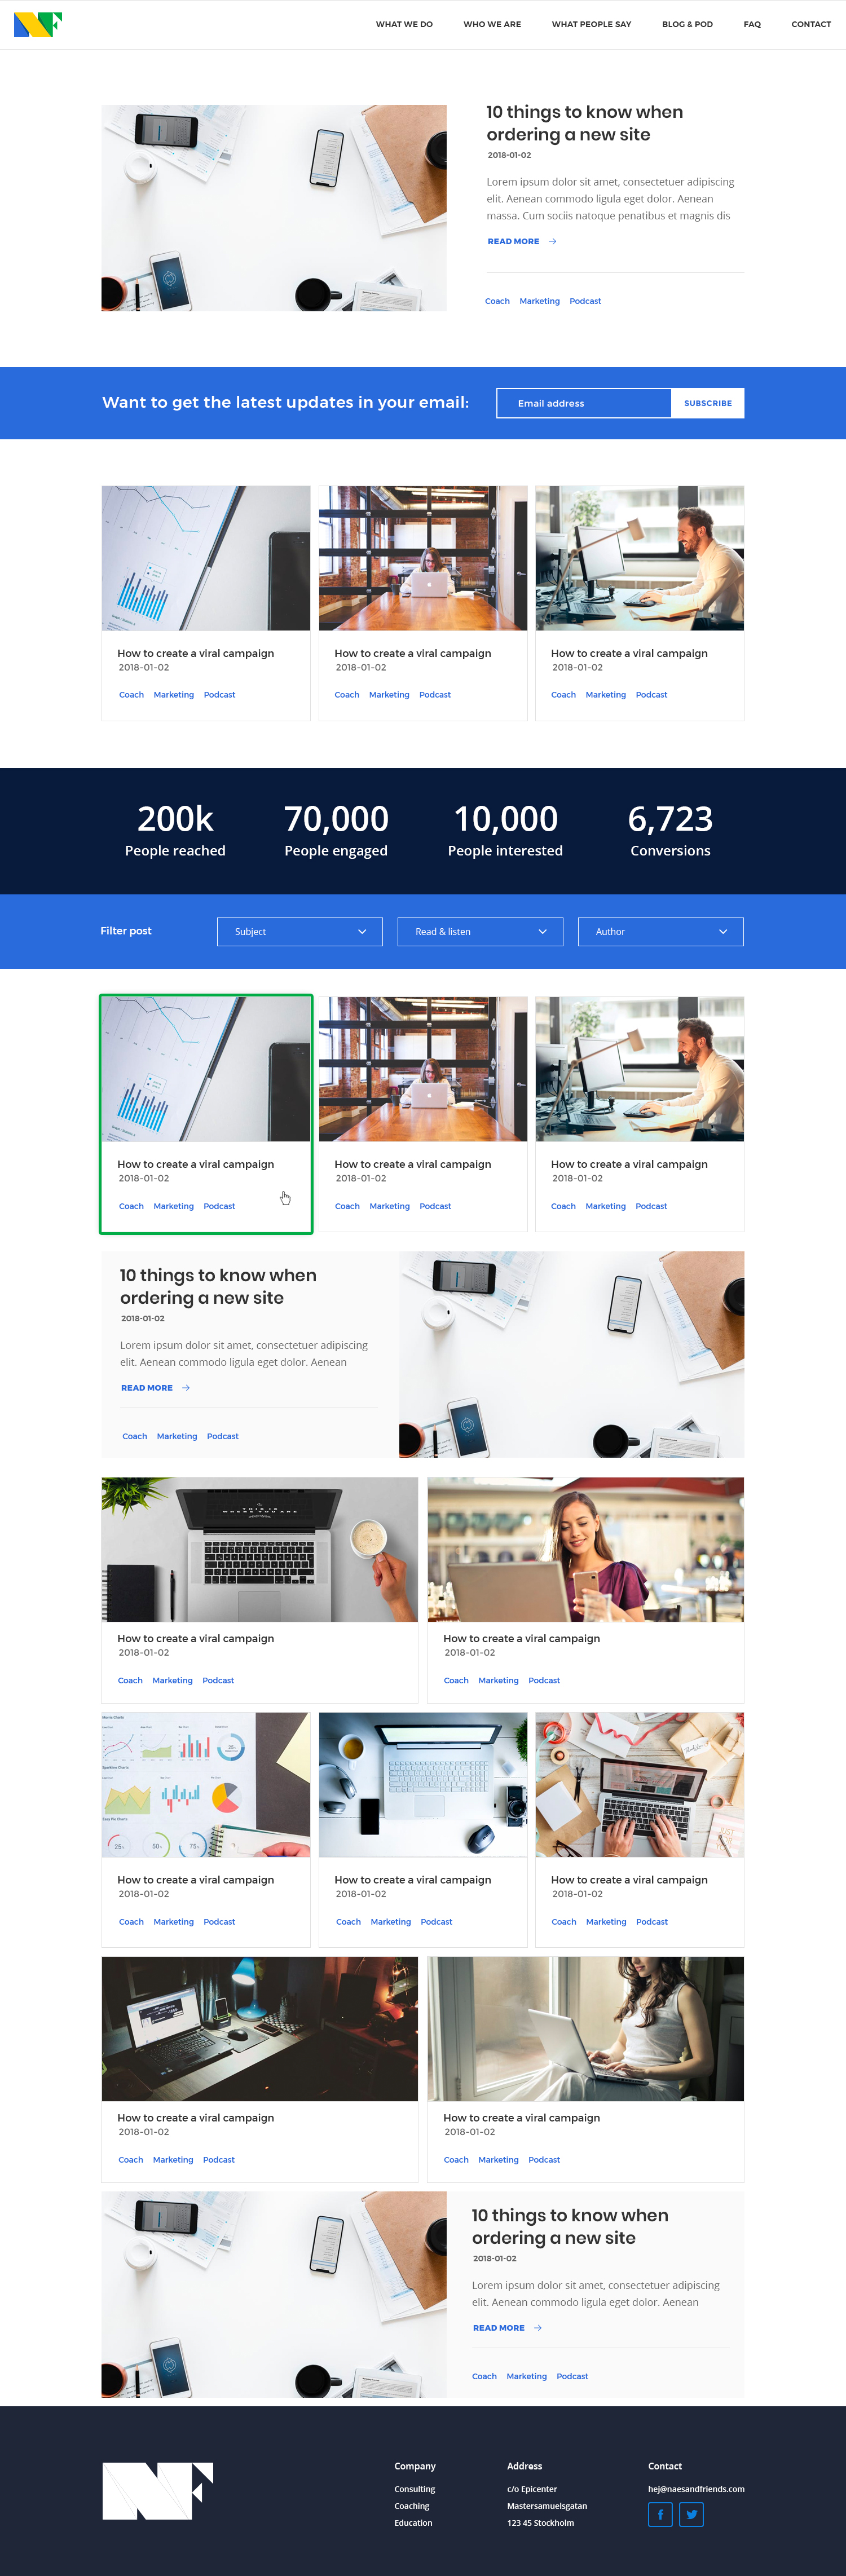 WHAT WE DO WHO WE ARE WHAT PEOPLE SAY BLOG & POD FAQ CONTACT
10 things to know when
ordering a new site
2018-01-02
Lorem ipsum dolor sit amet, consectetuer adipiscing
elit. Aenean commodo ligula eget dolor. Aenean
massa. Cum sociis natoque penatibus et magnis dis
READ MORE
Coach Marketing Podcast
Want to get the latest updates in your email:
Email address
SUBSCRIBE
How to create a viral campaign
2018-01-02
Coach Marketing Podcast
How to create a viral campaign
2018-01-02
Coach Marketing Podcast
How to create a viral campaign
2018-01-02
Coach Marketing Podcast
200k
People reached
70,000
People engaged
10,000
People interested
6,723
Conversions
Filter post
Subject
Read & listen
Author
How to create a viral campaign
2018-01-02
Coach Marketing Podcast
How to create a viral campaign
2018-01-02
Coach Marketing Podcast
How to create a viral campaign
2018-01-02
Coach Marketing Podcast
10 things to know when
ordering a new site
2018-01-02
Lorem ipsum dolor sit amet, consectetuer adipiscing
elit. Aenean commodo ligula eget dolor. Aenean
READ MORE
Coach Marketing Podcast
How to create a viral campaign
2018-01-02
Coach Marketing Podcast
How to create a viral campaign
2018-01-02
Coach Marketing Podcast
How to create a viral campaign
2018-01-02
Coach Marketing Podcast
How to create a viral campaign
2018-01-02
Coach Marketing Podcast
How to create a viral campaign
2018-01-02
Coach Marketing Podcast
How to create a viral campaign
2018-01-02
Coach Marketing Podcast
How to create a viral campaign
2018-01-02
Coach Marketing Podcast
10 things to know when
ordering a new site
2018-01-02
Lorem ipsum dolor sit amet, consectetuer adipiscing
elit. Aenean commodo ligula eget dolor. Aenean
READ MORE
Coach Marketing Podcast
NF
Company
Consulting
Coaching
Education
Address
c/o Epicenter
Mastersamuelsgatan
123 45 Stockholm
Contact
hej@naesandfriends.com